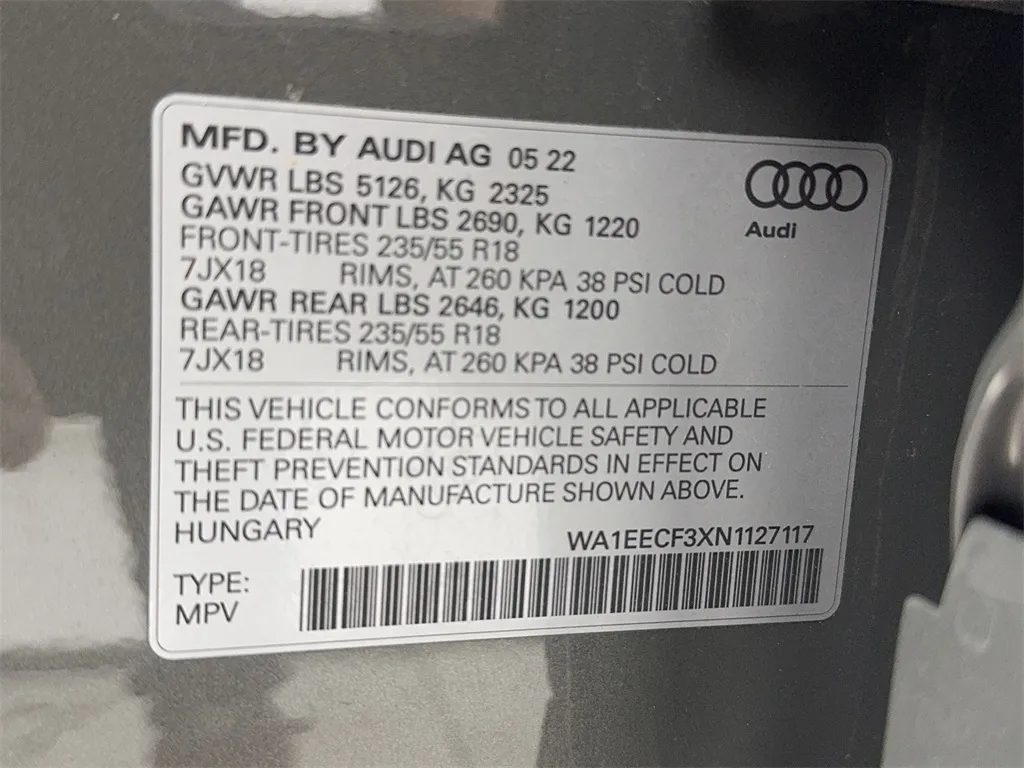 MFD. BY AUDI AG 05 22
GVWR LBS 5126, KG 2325
GAWR FRONT LBS 2690, KG 1220
FRONT-TIRES 235/55 R18
7JX18 RIMS, AT 260 KPA 38 PSI COLD
GAWR REAR LBS 2646, KG 1200
REAR-TIRES 235/55 R18
7JX18 RIMS, AT 260 KPA 38 PSI COLD
Audi
THIS VEHICLE CONFORMS TO ALL APPLICABLE
U.S. FEDERAL MOTOR VEHICLE SAFETY AND
THEFT PREVENTION STANDARDS IN EFFECT ON
THE DATE OF MANUFACTURE SHOWN ABOVE.
HUNGARY WA1EECF3XN1127117
TYPE:
MPV